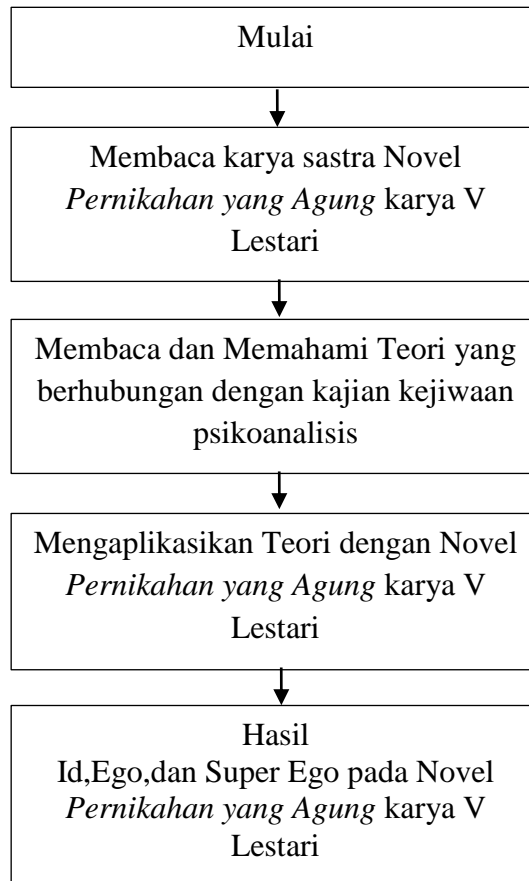 Mulai
Membaca karya sastra Novel
Pernikahan yang Agung karya V
Lestari
Membaca dan Memahami Teori yang
berhubungan dengan kajian kejiwaan
psikoanalisis
Mengaplikasikan Teori dengan Novel
Pernikahan yang Agung karya V
Lestari
Hasil
Id,Ego,dan Super Ego pada Novel
Pernikahan yang Agung karya V
Lestari